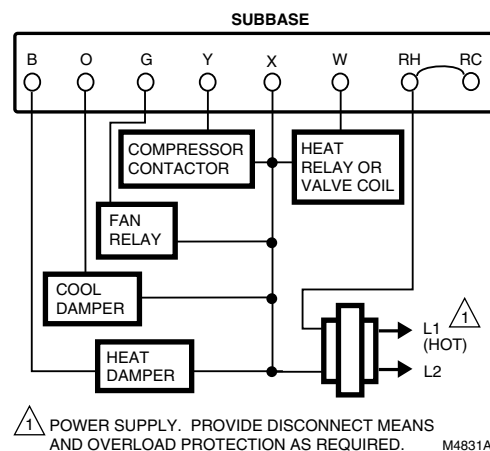 SUBBASE
B O G Y X W RH RC
COMPRESSOR
CONTACTOR
HEAT
RELAY OR
VALVE COIL
FAN
RELAY
COOL
DAMPER
L1
(HOT)
1
L2
HEAT
DAMPER
1 POWER SUPPLY. PROVIDE DISCONNECT MEANS
AND OVERLOAD PROTECTION AS REQUIRED. M4831A